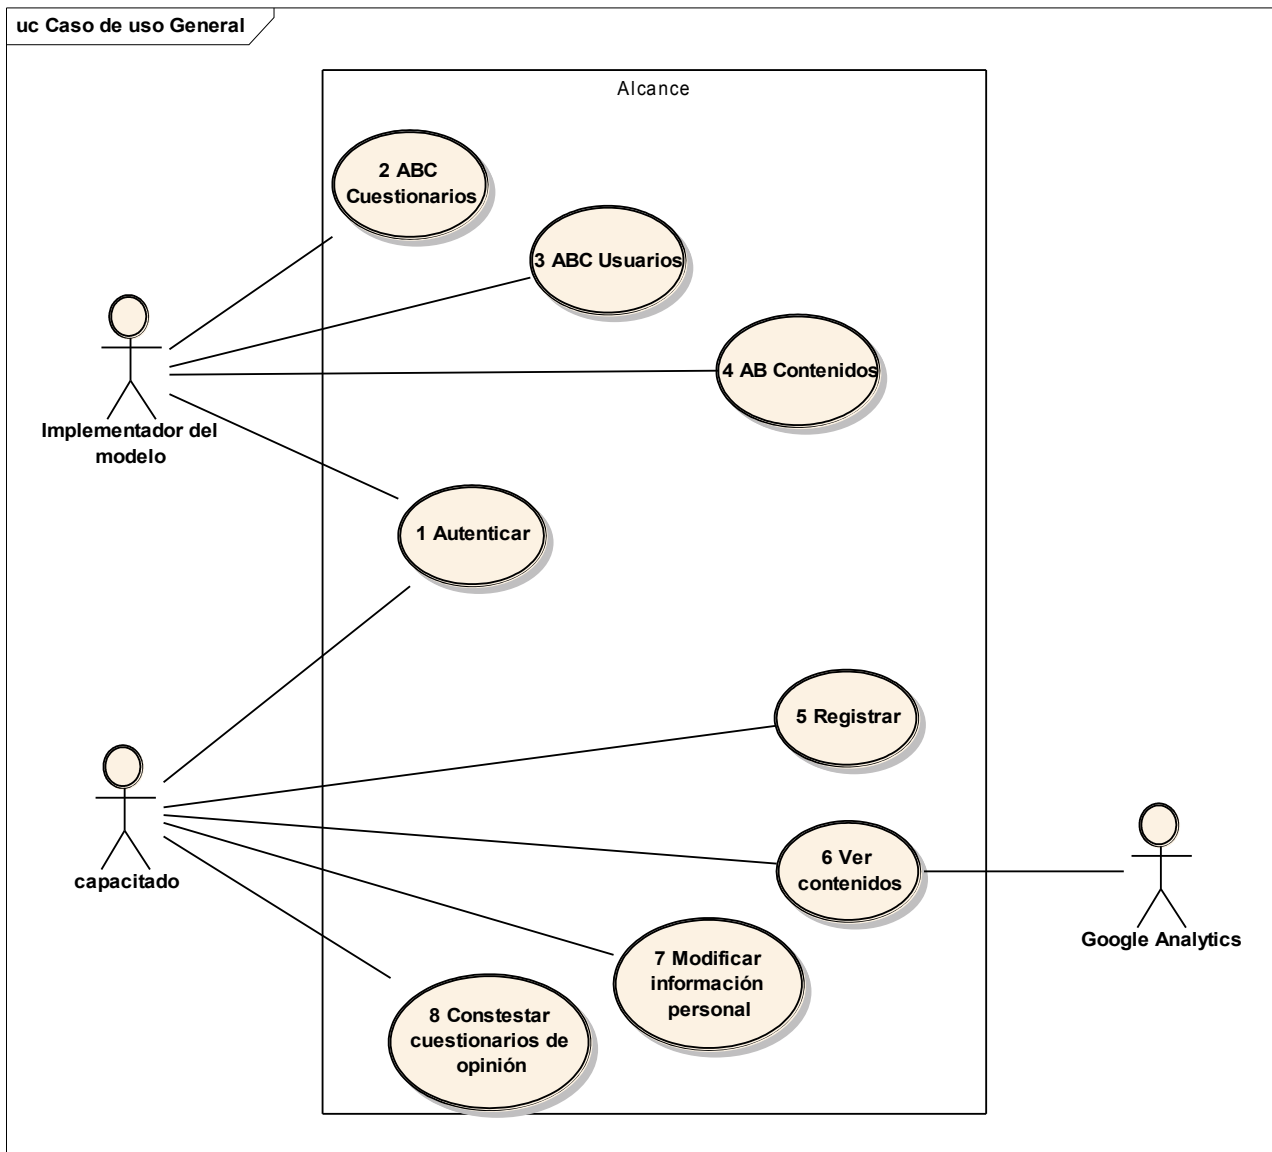 uc Caso de uso General
Alcance
2 ABC
Cuestionarios
3 ABC Usuarios
4 AB Contenidos
Implementador del
modelo
1 Autenticar
5 Registrar
capacitado
6 Ver
contenidos
Google Analytics
7 Modificar
información
personal
8 Constestar
cuestionarios de
opinión